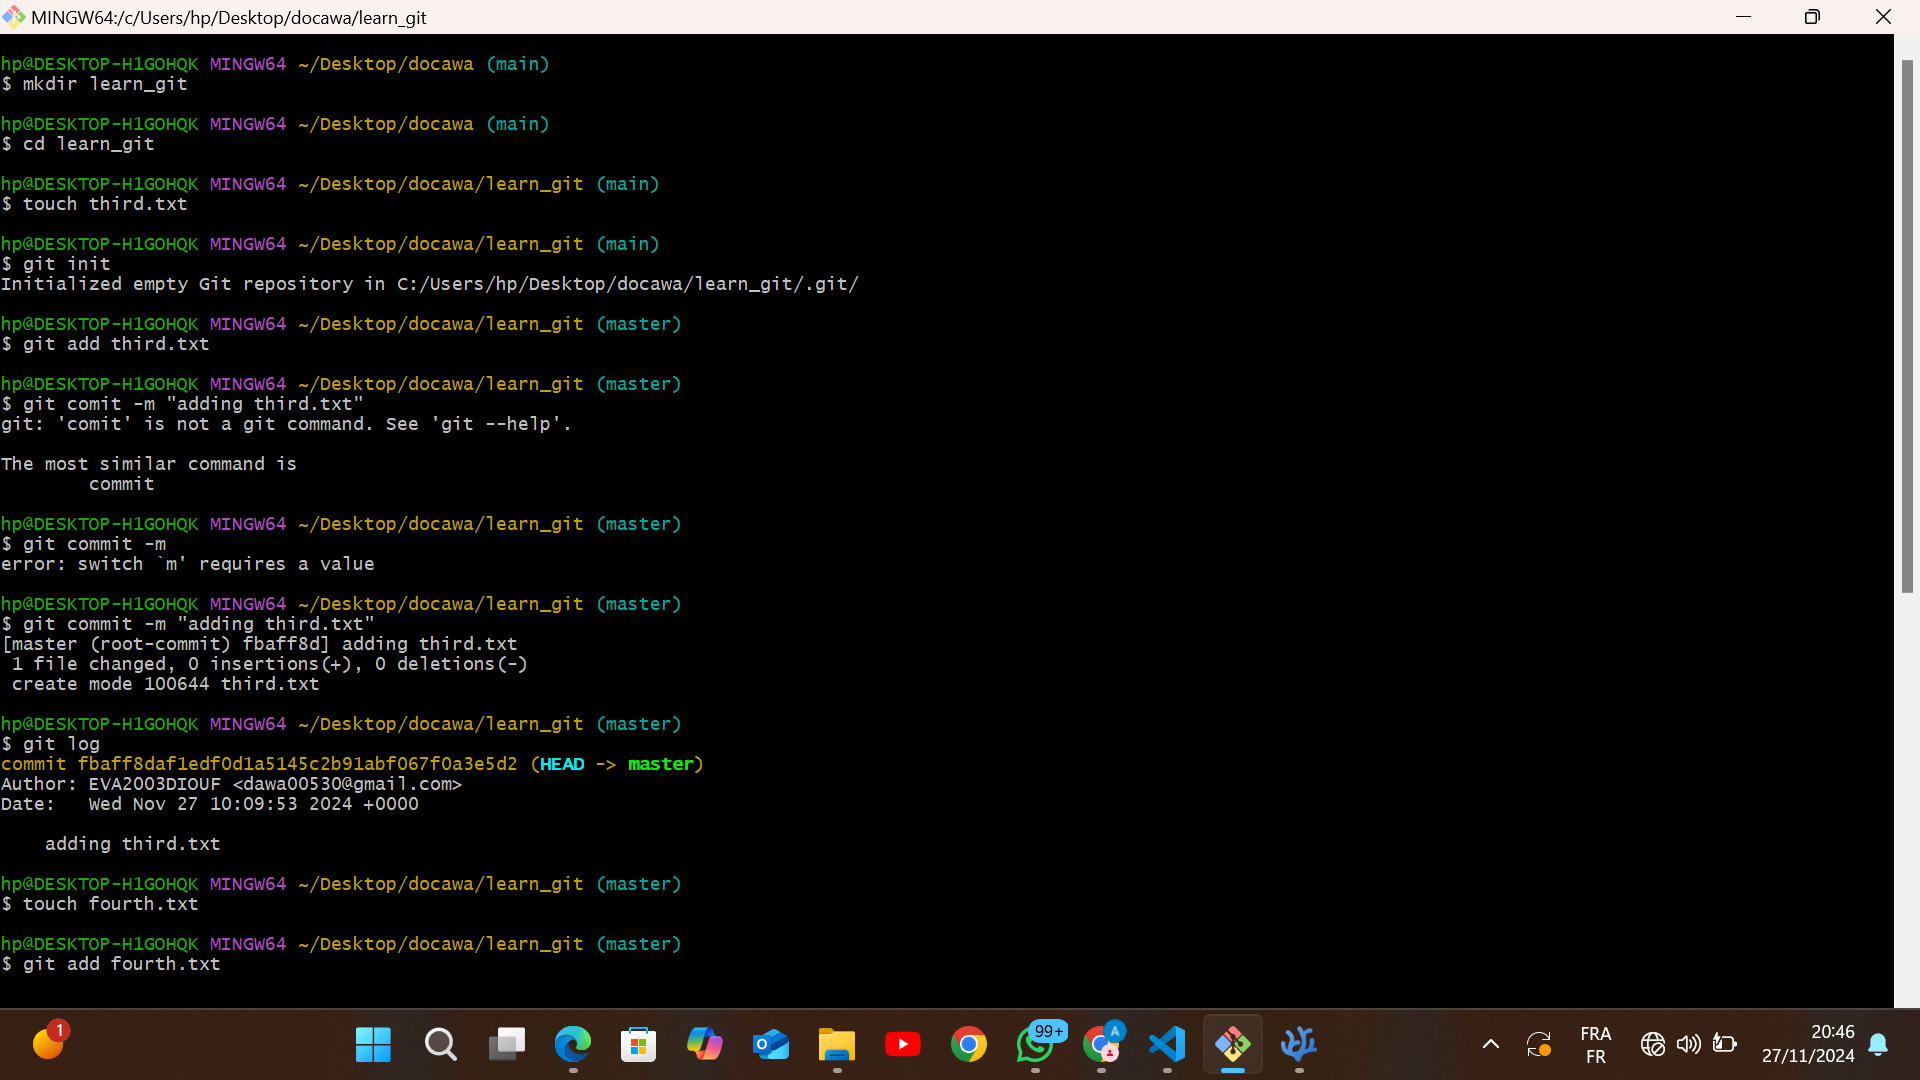 MINGW64:/c/Users/hp/Desktop/docawa/learn_git
hp@DESKTOP-H1GOHQK MINGW64 ~/Desktop/docawa (main)
$ mkdir learn_git
hp@DESKTOP-H1GOHQK MINGW64 ~/Desktop/docawa (main)
$ cd learn_git
hp@DESKTOP-H1GOHQK MINGW64 ~/Desktop/docawa/learn_git (main)
$ touch third.txt
hp@DESKTOP-H1GOHQK MINGW64 ~/Desktop/docawa/learn_git (main)
$ git init
Initialized empty Git repository in C:/Users/hp/Desktop/docawa/learn_git/.git/
hp@DESKTOP-H1GOHQK MINGW64 ~/Desktop/docawa/learn_git (master)
$ git add third.txt
hp@DESKTOP-H1GOHQK MINGW64 ~/Desktop/docawa/learn_git (master)
$ git comit -m "adding third.txt"
git: 'comit' is not a git command. See 'git --help'.
The most similar command is
commit
hp@DESKTOP-H1GOHQK MINGW64 ~/Desktop/docawa/learn_git (master)
$ git commit -m
error: switch `m' requires a value
hp@DESKTOP-H1GOHQK MINGW64 ~/Desktop/docawa/learn_git (master)
$ git commit -m "adding third.txt"
[master (root-commit) fbaff8d] adding third.txt
1 file changed, 0 insertions(+), 0 deletions(-)
create mode 100644 third.txt
hp@DESKTOP-H1GOHQK MINGW64 ~/Desktop/docawa/learn_git (master)
$ git log
commit fbaff8daf1edf0d1a5145c2b91abf067f0a3e5d2 (HEAD -> master)
Author: EVA2003DIOUF <dawa00530@gmail.com>
Date:   Wed Nov 27 10:09:53 2024 +0000
adding third.txt
hp@DESKTOP-H1GOHQK MINGW64 ~/Desktop/docawa/learn_git (master)
$ touch fourth.txt
hp@DESKTOP-H1GOHQK MINGW64 ~/Desktop/docawa/learn_git (master)
$ git add fourth.txt
1
99+
A
FRA
FR
20:46
27/11/2024